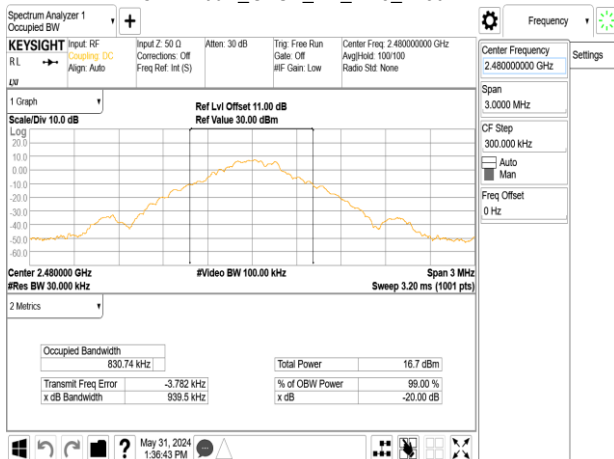 Spectrum Analyzer 1
Occupied BW
Frequency
KEYSIGHT
RL
Input: RF
Coupling: DC
Align: Auto
Input Z: 50 Ω
Corrections: Off
Freq Ref: Int (S)
Atten: 30 dB
Trig: Free Run
Gate: Off
#IF Gain: Low
Center Freq: 2.480000000 GHz
Avg|Hold: 100/100
Radio Std: None
Center Frequency
2.480000000 GHz
Settings
Span
3.0000 MHz
CF Step
300.000 kHz
Auto
Man
Freq Offset
0 Hz
1 Graph
Scale/Div 10.0 dB
Ref Lvl Offset 11.00 dB
Ref Value 30.00 dBm
Log
20.0
10.0
0.00
-10.0
-20.0
-30.0
-40.0
-50.0
-60.0
Center 2.480000 GHz
#Video BW 100.00 kHz
Span 3 MHz
#Res BW 30.000 kHz
Sweep 3.20 ms (1001 pts)
2 Metrics
Occupied Bandwidth
830.74 kHz
Total Power 16.7 dBm
Transmit Freq Error -3.782 kHz
% of OBW Power 99.00 %
x dB Bandwidth 939.5 kHz
x dB -20.00 dB
?
May 31, 2024
1:36:43 PM